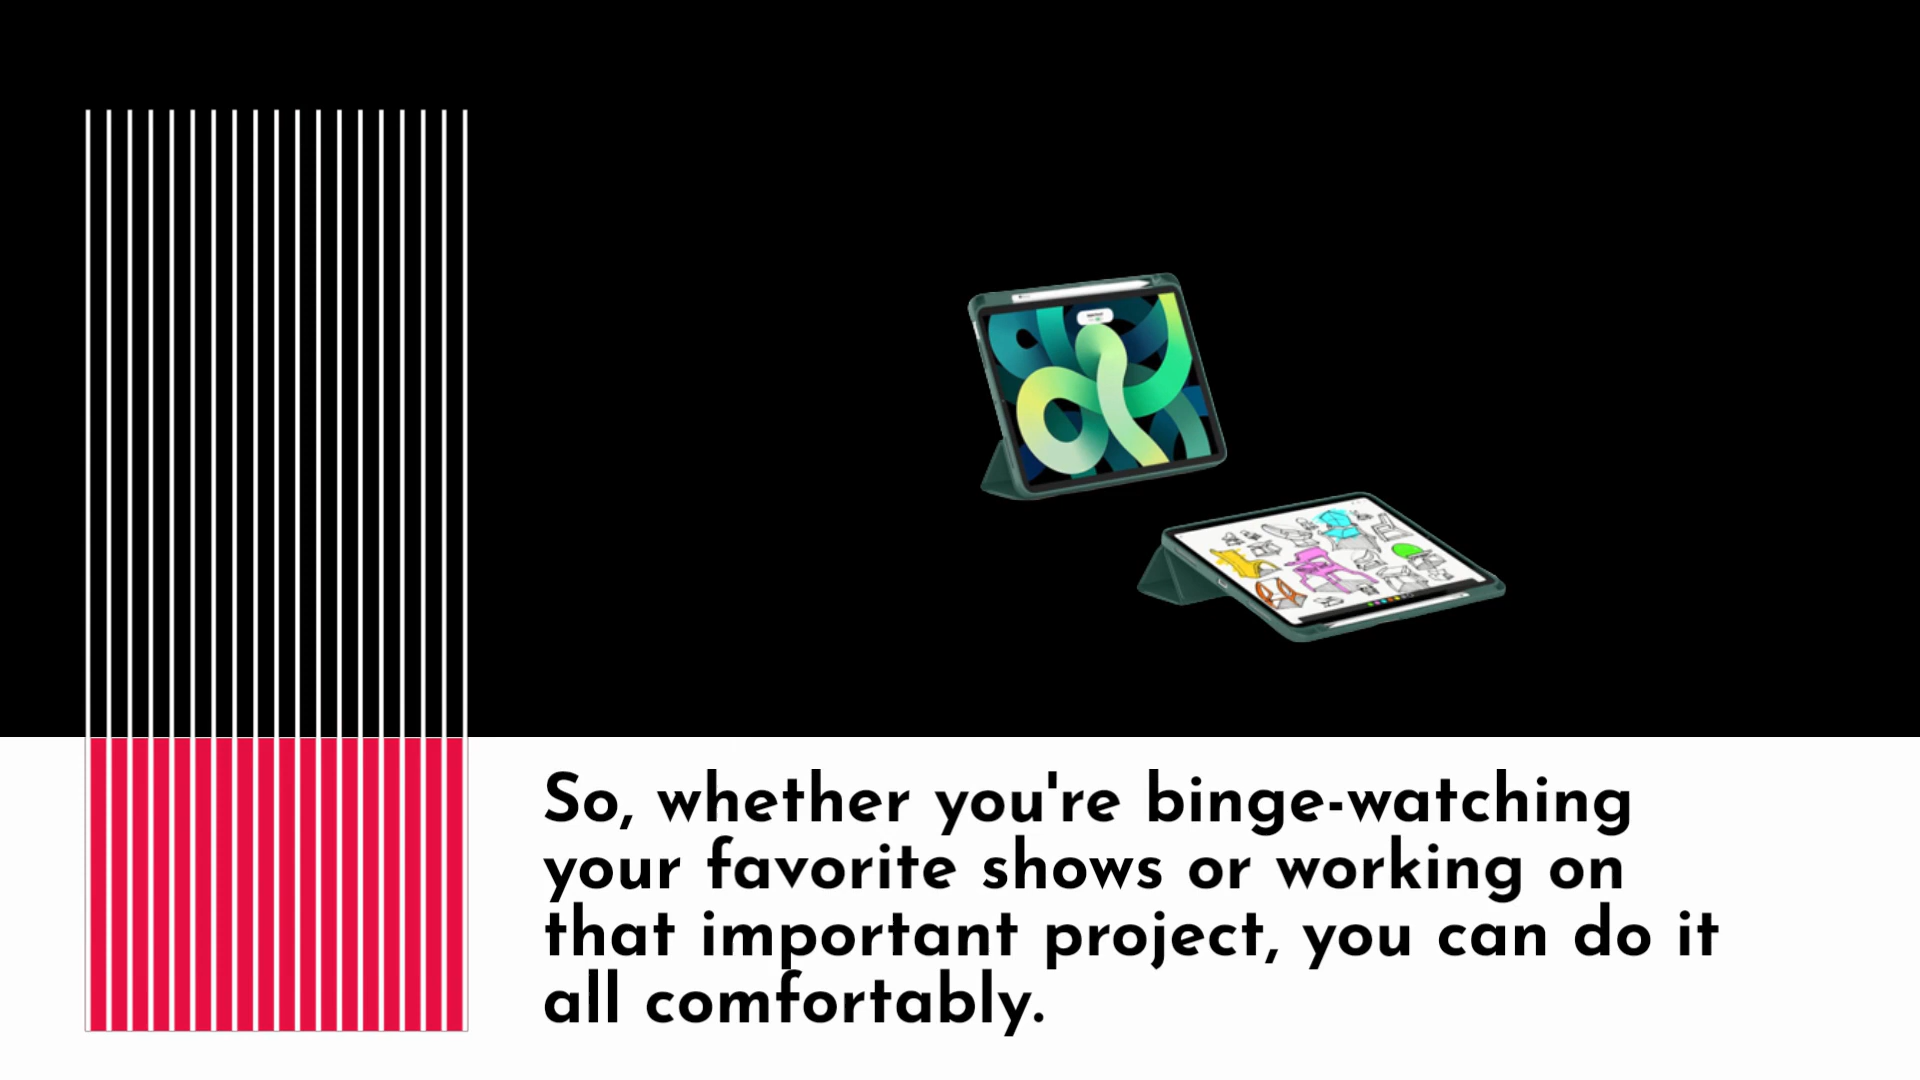 So, whether you're binge-watching
your favorite shows or working on
that important project, you can do it
all comfortably.